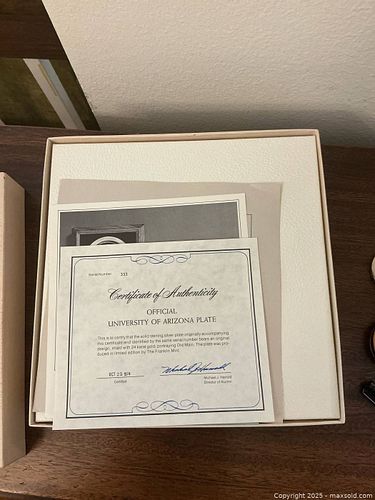 333
Certificate of Authenticity
OFFICIAL
UNIVERSITY OF ARIZONA PLATE
This is to certify that the solid sterling silver plate originally accompanying
this certificate and identified by the same serial number bears an original
design, inlaid with 24 karat gold, portraying Old Main. The plate was pro-
duced in limited edition by The Franklin Mint.
OCT 25 1974
Certified
Director of
Copyright 2025 - maxsold.com